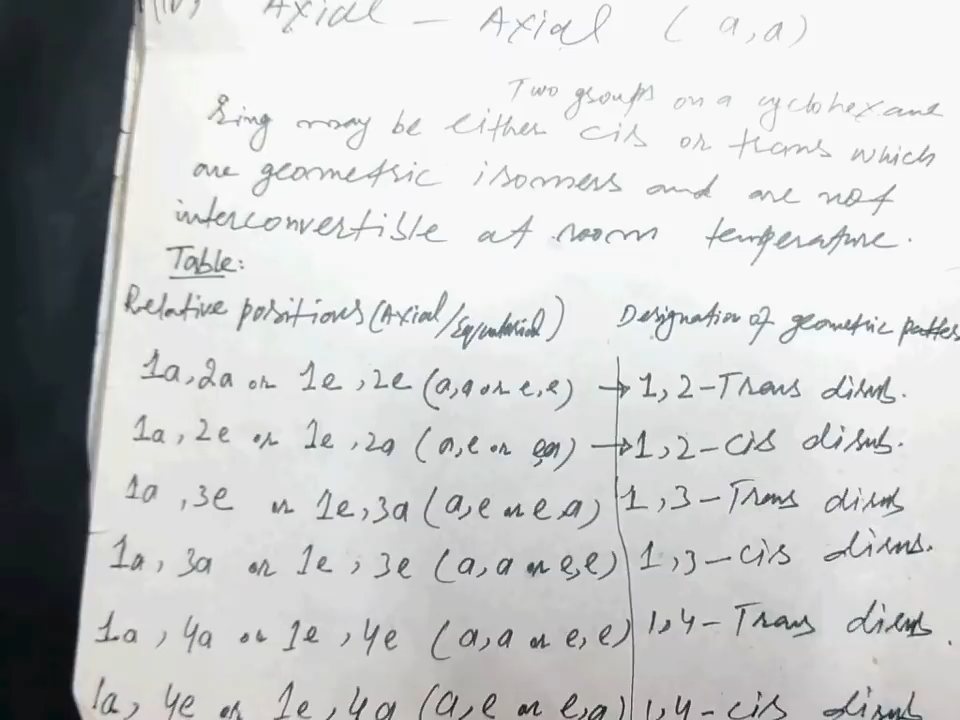 (iv) Axial - Axial (a,a)
Two groups on a cyclohexane
Ring may be either cis or trans which
are geometric isomers and are not
interconvertible at room temperature.
Table:
Relative positions (Axial/Equatorial) Designation of geometric
1a, 2a or 1e, 2e (a,a or e,e) → 1,2-Trans disub.
1a, 2e or 1e, 2a (a,e or e,a) → 1,2-cis disub.
1a, 3e or 1e, 3a (a,e or e,a) 1,3-Trans disub
1a, 3a or 1e, 3e (a,a or e,e) 1,3-cis disub.
1a, 4a or 1e, 4e (a,a or e,e) 1,4-Trans disub.
1a, 4e or 1e, 4a (a,e or e,a) 1,4-cis disub